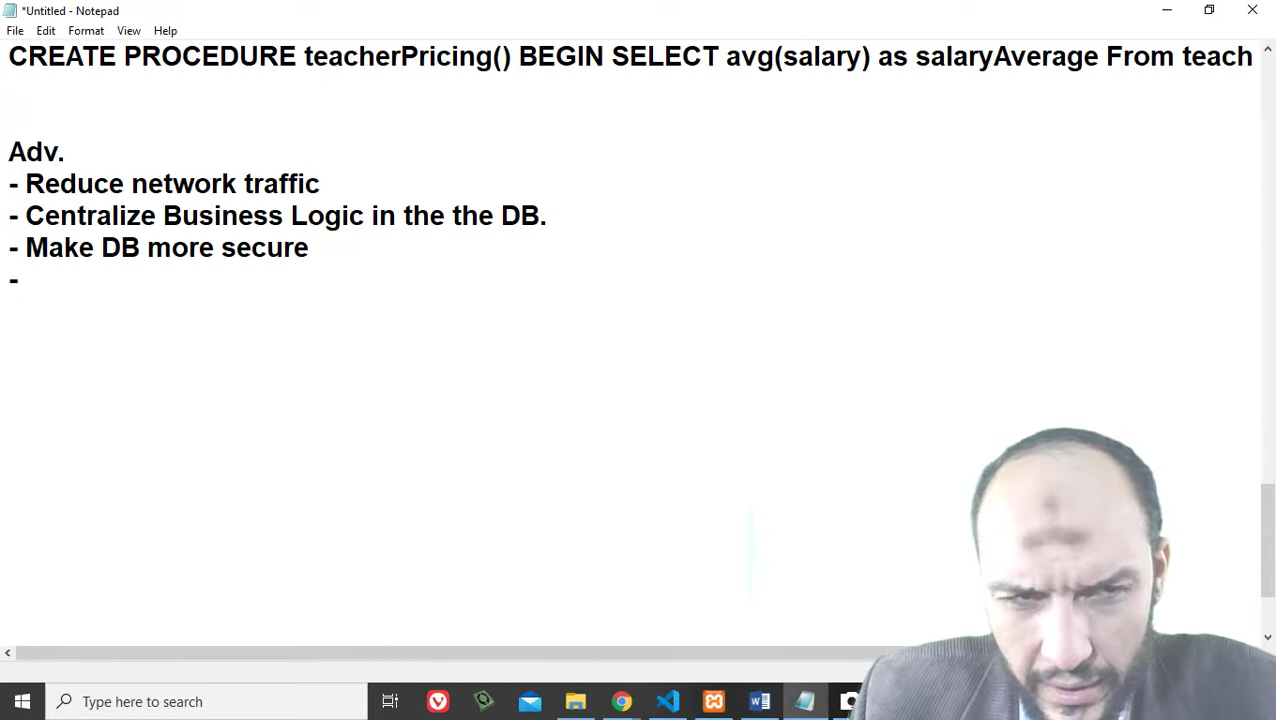 *Untitled - Notepad
File Edit Format View Help
CREATE PROCEDURE teacherPricing() BEGIN SELECT avg(salary) as salaryAverage From teach
Adv.
- Reduce network traffic
- Centralize Business Logic in the the DB.
- Make DB more secure
-
Type here to search